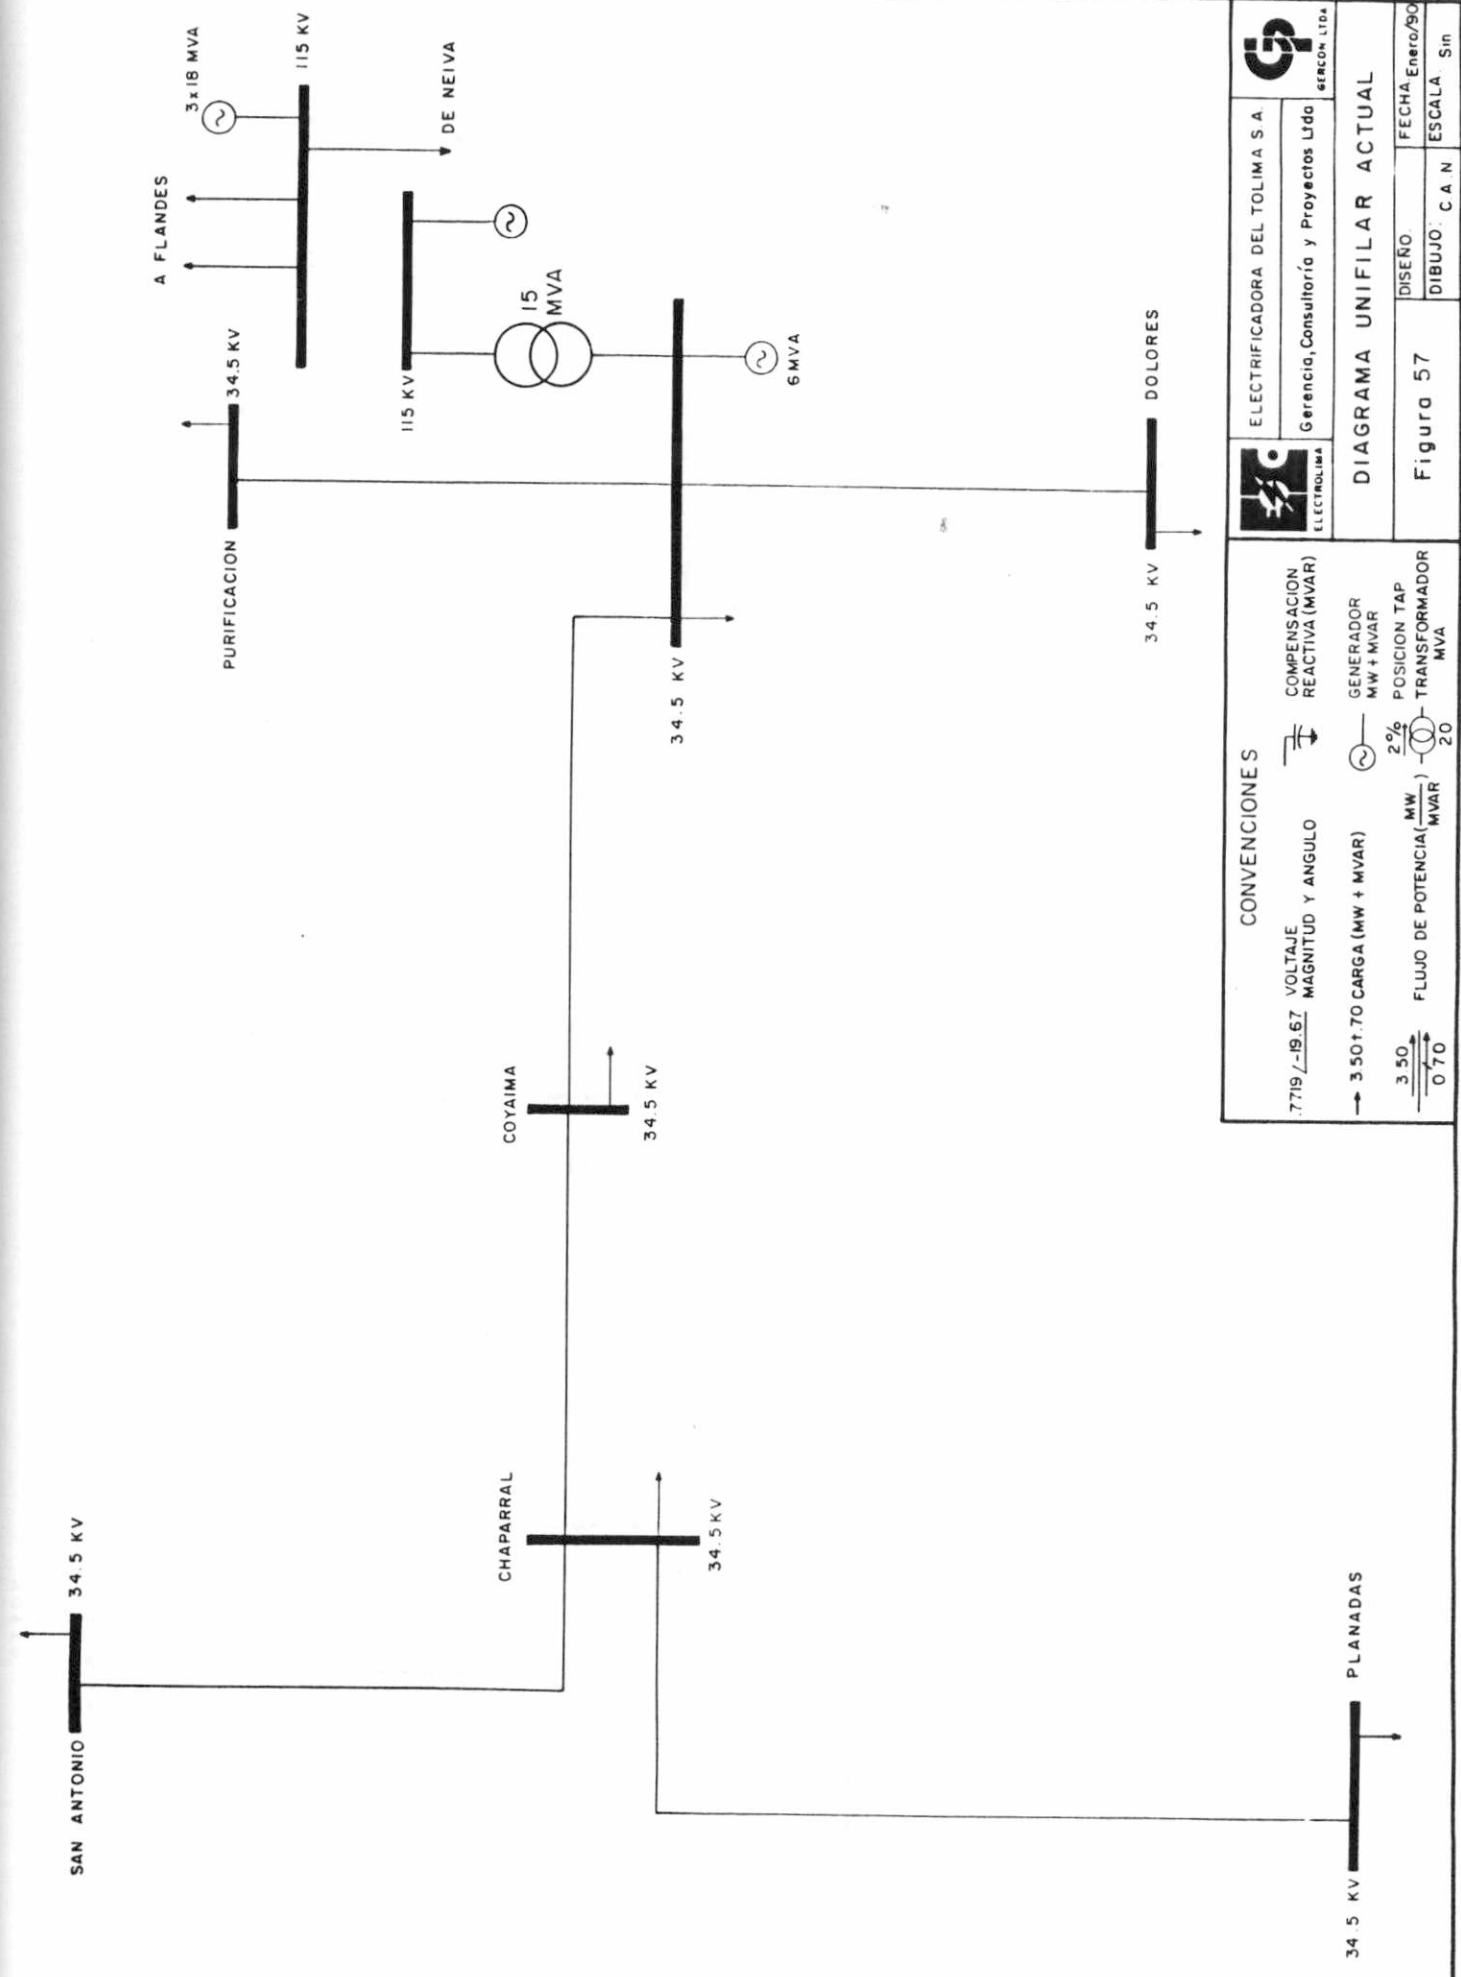 SAN ANTONIO
34.5 KV
CHAPARRAL
34.5KV
34.5 KV
PLANADAS
COYAIMA
34.5 KV
PURIFICACION
34.5 KV
A FLANDES
3x18 MVA
115 KV
DE NEIVA
115 KV
15
MVA
6MVA
34.5 KV
34.5 KV
DOLORES
CONVENCIONES
.7719/-19.67 VOLTAJE
MAGNITUD Y ANGULO
3.50+.70 CARGA (MW + MVAR)
3.50
0.70
FLUJO DE POTENCIA (MW
MVAR)
COMPENSACION
REACTIVA (MVAR)
GENERADOR
MW + MVAR
2% POSICION TAP
TRANSFORMADOR
20 MVA
ELECTROLIMA
ELECTRIFICADORA DEL TOLIMA S.A.
Gerencia, Consultoría y Proyectos Ltda
GERCON LTDA
DIAGRAMA UNIFILAR ACTUAL
Figura 57
DISEÑO.
FECHA. Enero/90
DIBUJO: C A.N
ESCALA. Sin